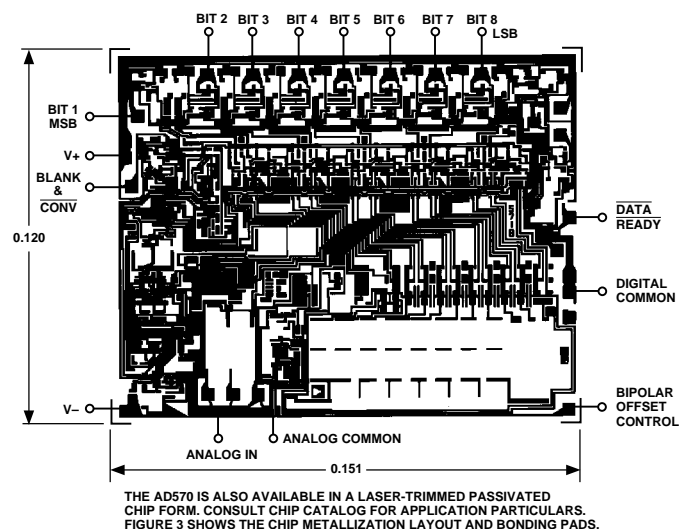 BIT 2 BIT 3 BIT 4 BIT 5 BIT 6 BIT 7 BIT 8
LSB
BIT 1
MSB
V+
BLANK
&
CONV
0.120
DATA
READY
DIGITAL
COMMON
V–
BIPOLAR
OFFSET
CONTROL
ANALOG COMMON
ANALOG IN
0.151
THE AD570 IS ALSO AVAILABLE IN A LASER-TRIMMED PASSIVATED
CHIP FORM. CONSULT CHIP CATALOG FOR APPLICATION PARTICULARS.
FIGURE 3 SHOWS THE CHIP METALLIZATION LAYOUT AND BONDING PADS.